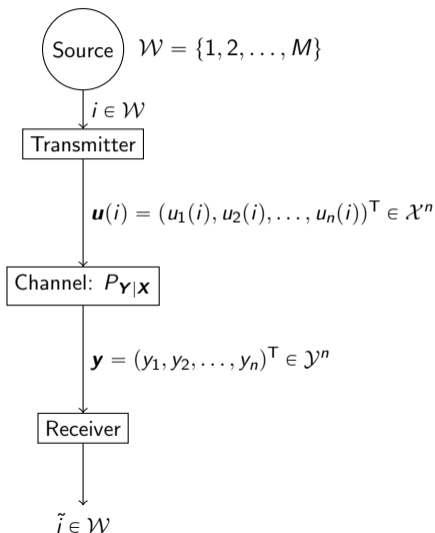 Source   𝒲 = {1, 2, . . . , M}
i ∈ 𝒲
Transmitter
𝒖(i) = (u₁(i), u₂(i), . . . , uₙ(i))ᵀ ∈ 𝒳ⁿ
Channel: P_{𝒀|𝑿}
𝒚 = (y₁, y₂, . . . , yₙ)ᵀ ∈ 𝒴ⁿ
Receiver
ĩ ∈ 𝒲